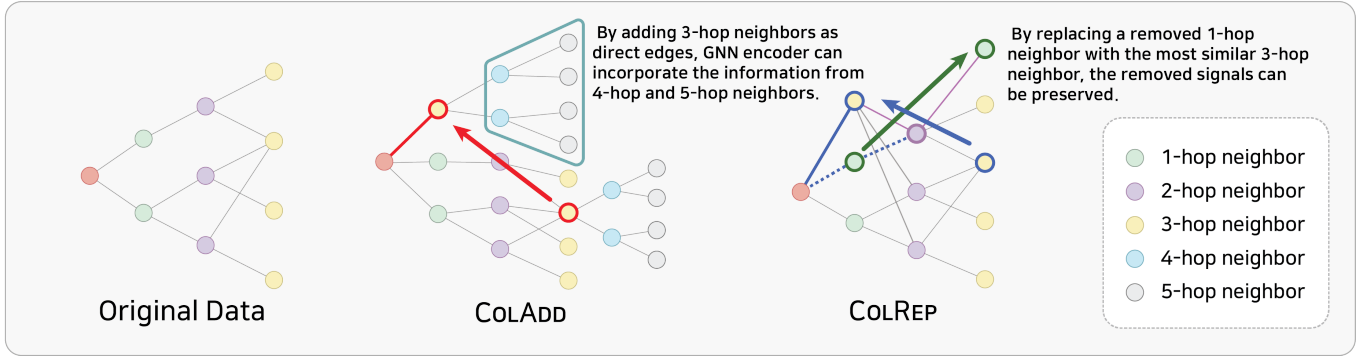 By adding 3-hop neighbors as
direct edges, GNN encoder can
incorporate the information from
4-hop and 5-hop neighbors.
By replacing a removed 1-hop
neighbor with the most similar 3-hop
neighbor, the removed signals can
be preserved.
1-hop neighbor
2-hop neighbor
3-hop neighbor
4-hop neighbor
5-hop neighbor
Original Data
COLADD
COLREP